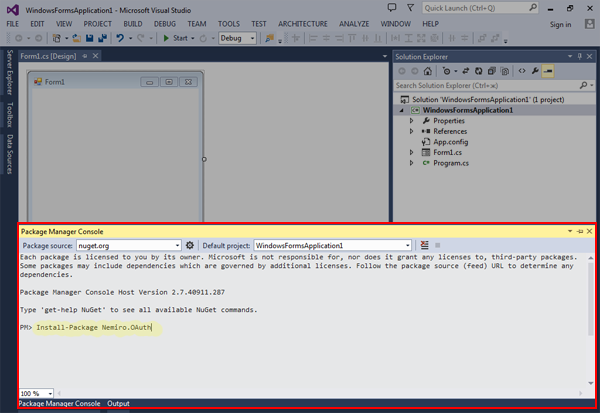 WindowsFormsApplication1 - Microsoft Visual Studio
Quick Launch (Ctrl+Q)
FILE EDIT VIEW PROJECT BUILD DEBUG TEAM TOOLS TEST ARCHITECTURE ANALYZE WINDOW HELP Sign in
Start Debug
Server Explorer
Toolbox
Data Sources
Form1.cs [Design]
Form1
Solution Explorer
Search Solution Explorer (Ctrl+ж)
Solution 'WindowsFormsApplication1' (1 project)
WindowsFormsApplication1
Properties
References
App.config
Form1.cs
Program.cs
Package Manager Console
Package source: nuget.org Default project: WindowsFormsApplication1
Each package is licensed to you by its owner. Microsoft is not responsible for, nor does it grant any licenses to, third-party packages.
Some packages may include dependencies which are governed by additional licenses. Follow the package source (feed) URL to determine any
dependencies.
Package Manager Console Host Version 2.7.40911.287
Type 'get-help NuGet' to see all available NuGet commands.
PM> Install-Package Nemiro.OAuth
100 %
Package Manager Console Output